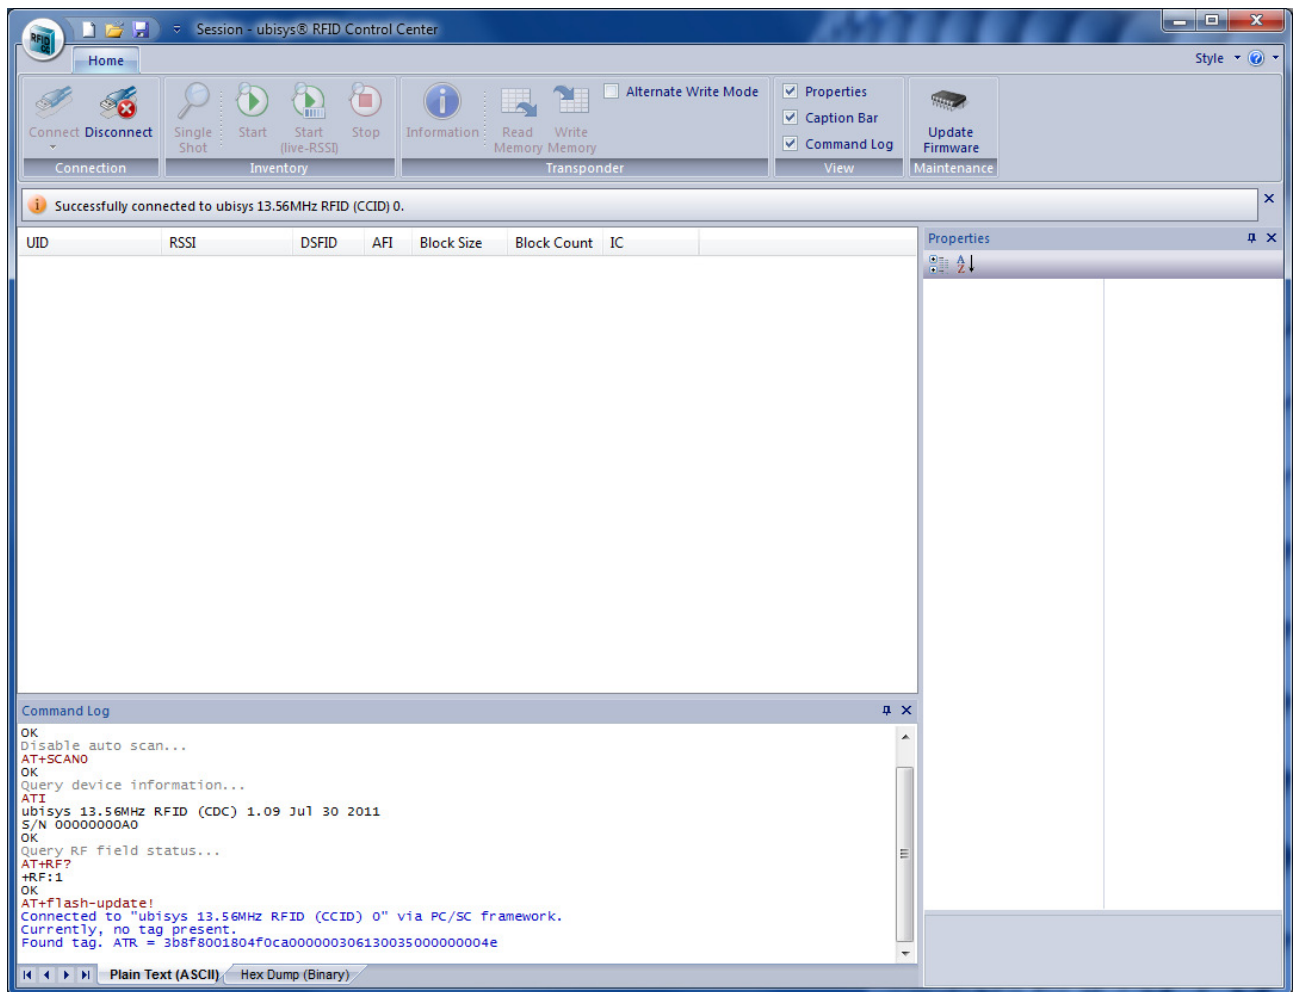 RFID
Session - ubisys® RFID Control Center
Home
Style
Connect Disconnect
Single Shot
Start
Start (live-RSSI)
Stop
Information
Read Memory
Write Memory
Alternate Write Mode
Properties
Caption Bar
Command Log
Update Firmware
Connection
Inventory
Transponder
View
Maintenance
Successfully connected to ubisys 13.56MHz RFID (CCID) 0.
UID RSSI DSFID AFI Block Size Block Count IC
Properties
Command Log
OK
Disable auto scan...
AT+SCAN0
OK
Query device information...
ATI
ubisys 13.56MHz RFID (CDC) 1.09 Jul 30 2011
S/N 00000000A0
OK
Query RF field status...
AT+RF?
+RF:1
OK
AT+flash-update!
Connected to "ubisys 13.56MHz RFID (CCID) 0" via PC/SC framework.
Currently, no tag present.
Found tag. ATR = 3b8f8001804f0ca000000306130035000000004e
Plain Text (ASCII) Hex Dump (Binary)